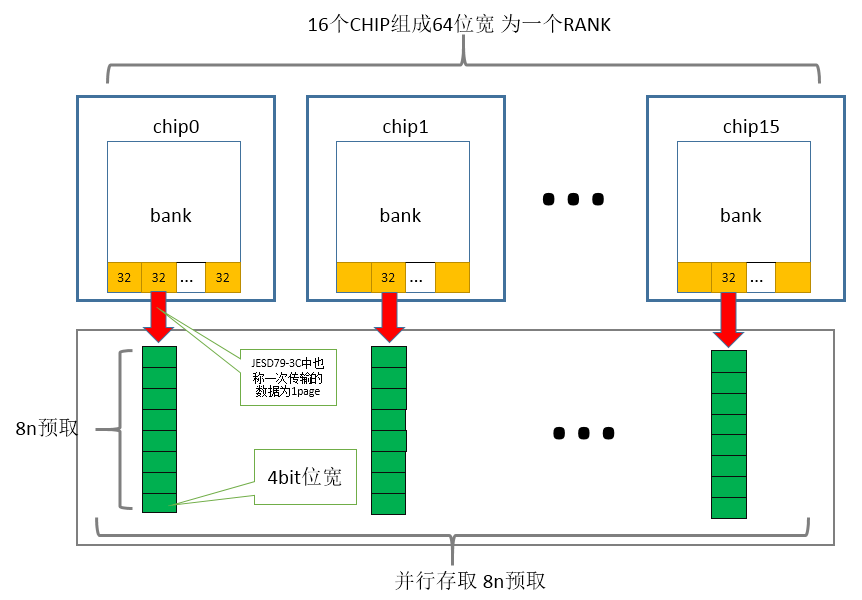 16个CHIP组成64位宽 为一个RANK
chip0
chip1
chip15
bank
bank
bank
...
32
32
...
32
32
...
32
...
JESD79-3C中也
称一次传输的
数据为1page
8n预取
4bit位宽
...
并行存取 8n预取